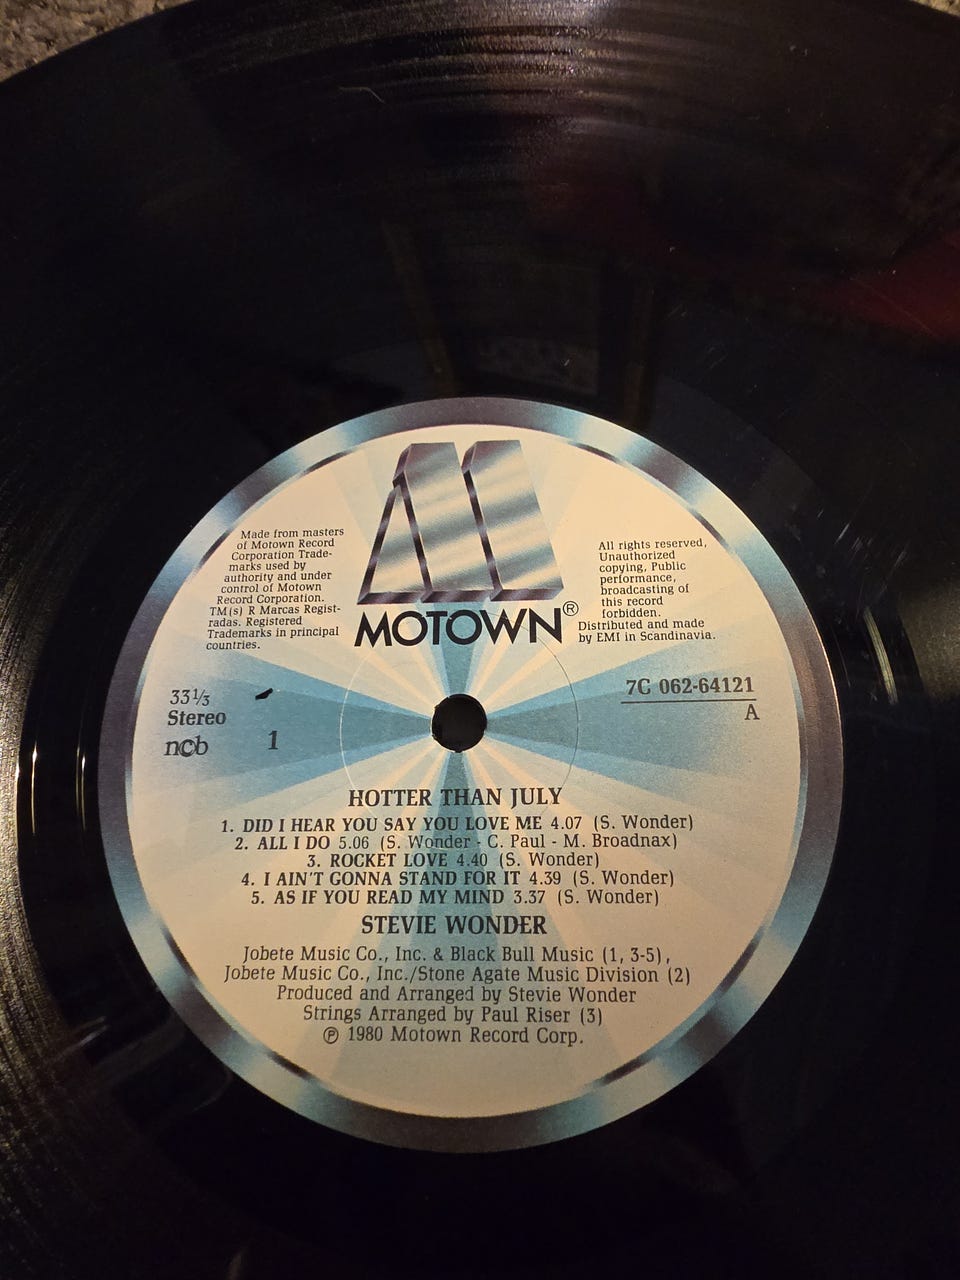 Made from masters
of Motown Record
Corporation Trade-
marks used by
authority and under
control of Motown
Record Corporation.
TM(s) R Marcas Regist-
radas. Registered
Trademarks in principal
countries.
MOTOWN®
All rights reserved,
Unauthorized
copying, Public
performance,
broadcasting of
this record
forbidden.
Distributed and made
by EMI in Scandinavia.
33⅓
Stereo
ncb 1
7C 062-64121
A
HOTTER THAN JULY
1. DID I HEAR YOU SAY YOU LOVE ME 4.07 (S. Wonder)
2. ALL I DO 5.06 (S. Wonder - C. Paul - M. Broadnax)
3. ROCKET LOVE 4.40 (S. Wonder)
4. I AIN'T GONNA STAND FOR IT 4.39 (S. Wonder)
5. AS IF YOU READ MY MIND 3.37 (S. Wonder)
STEVIE WONDER
Jobete Music Co., Inc. & Black Bull Music (1, 3-5),
Jobete Music Co., Inc./Stone Agate Music Division (2)
Produced and Arranged by Stevie Wonder
Strings Arranged by Paul Riser (3)
℗ 1980 Motown Record Corp.